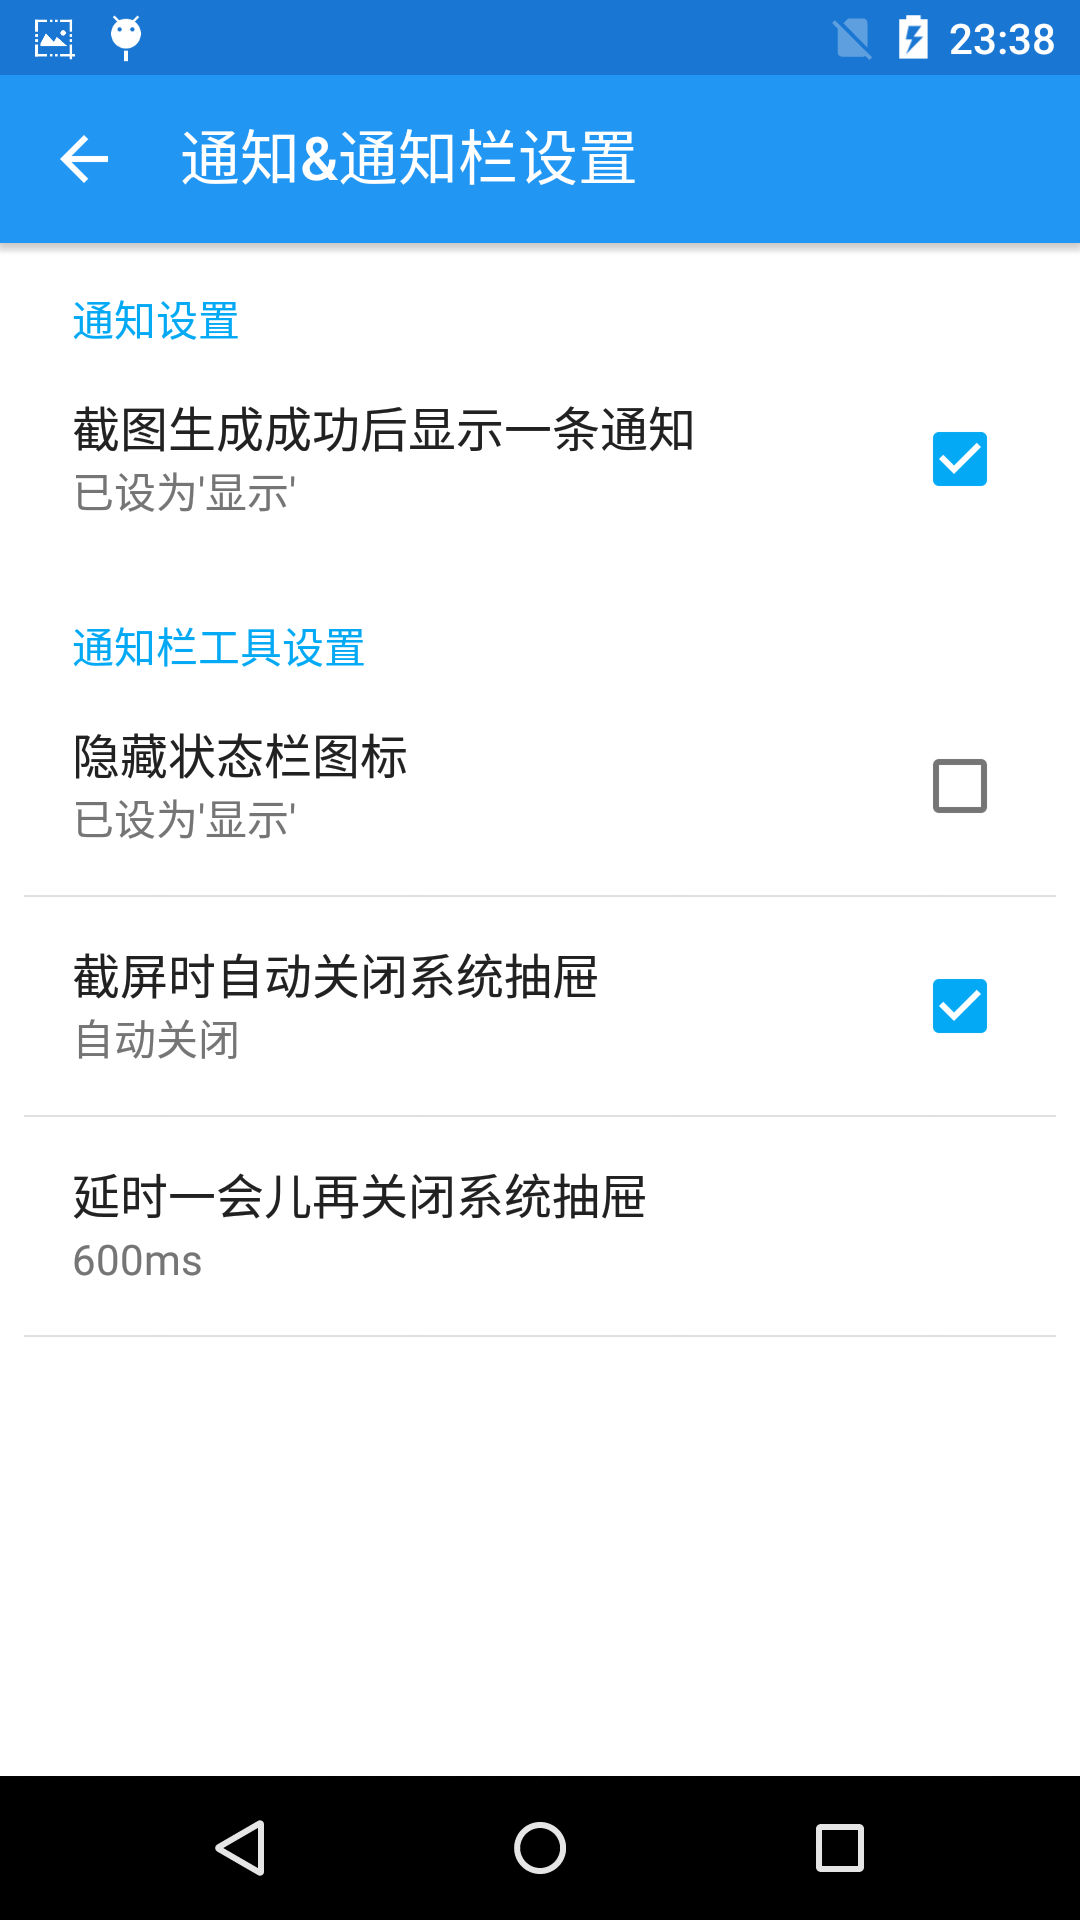 23:38
通知&通知栏设置
通知设置
截图生成成功后显示一条通知
已设为'显示'
通知栏工具设置
隐藏状态栏图标
已设为'显示'
截屏时自动关闭系统抽屉
自动关闭
延时一会儿再关闭系统抽屉
600ms